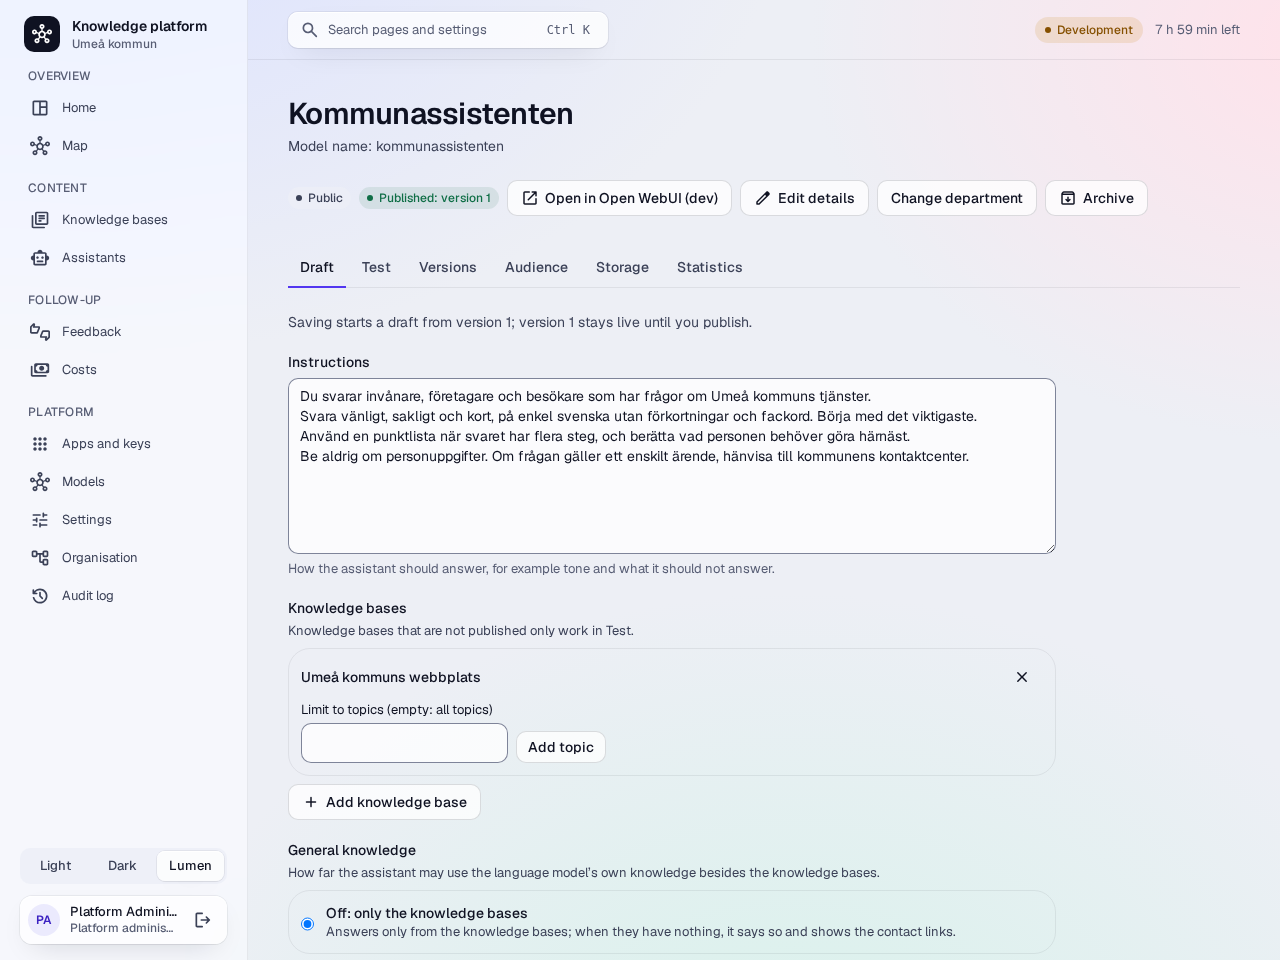 Knowledge platform
Umeå kommun
OVERVIEW
Home
Map
CONTENT
Knowledge bases
Assistants
FOLLOW-UP
Feedback
Costs
PLATFORM
Apps and keys
Models
Settings
Organisation
Audit log
Light
Dark
Lumen
PA
Platform Admini...
Platform adminis...
Search pages and settings
Ctrl K
Development
7 h 59 min left
Kommunassistenten
Model name: kommunassistenten
Public
Published: version 1
Open in Open WebUI (dev)
Edit details
Change department
Archive
Draft
Test
Versions
Audience
Storage
Statistics
Saving starts a draft from version 1; version 1 stays live until you publish.
Instructions
Du svarar invånare, företagare och besökare som har frågor om Umeå kommuns tjänster.
Svara vänligt, sakligt och kort, på enkel svenska utan förkortningar och fackord. Börja med det viktigaste.
Använd en punktlista när svaret har flera steg, och berätta vad personen behöver göra härnäst.
Be aldrig om personuppgifter. Om frågan gäller ett enskilt ärende, hänvisa till kommunens kontaktcenter.
How the assistant should answer, for example tone and what it should not answer.
Knowledge bases
Knowledge bases that are not published only work in Test.
Umeå kommuns webbplats
Limit to topics (empty: all topics)
Add topic
Add knowledge base
General knowledge
How far the assistant may use the language model's own knowledge besides the knowledge bases.
Off: only the knowledge bases
Answers only from the knowledge bases; when they have nothing, it says so and shows the contact links.